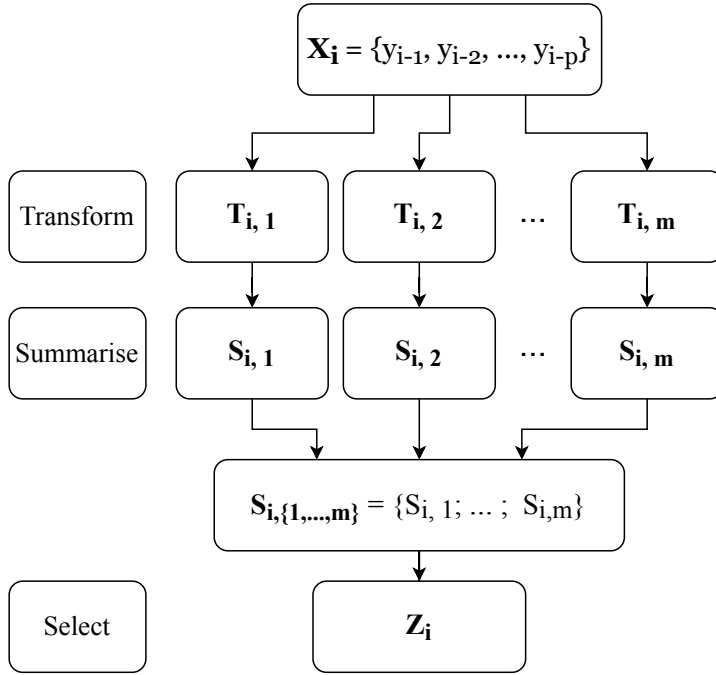 X_i = {y_{i-1}, y_{i-2}, ..., y_{i-p}}
Transform
T_{i, 1}
T_{i, 2}
...
T_{i, m}
Summarise
S_{i, 1}
S_{i, 2}
...
S_{i, m}
S_{i,{1,...,m}} = {S_{i, 1}; ... ; S_{i,m}}
Select
Z_i